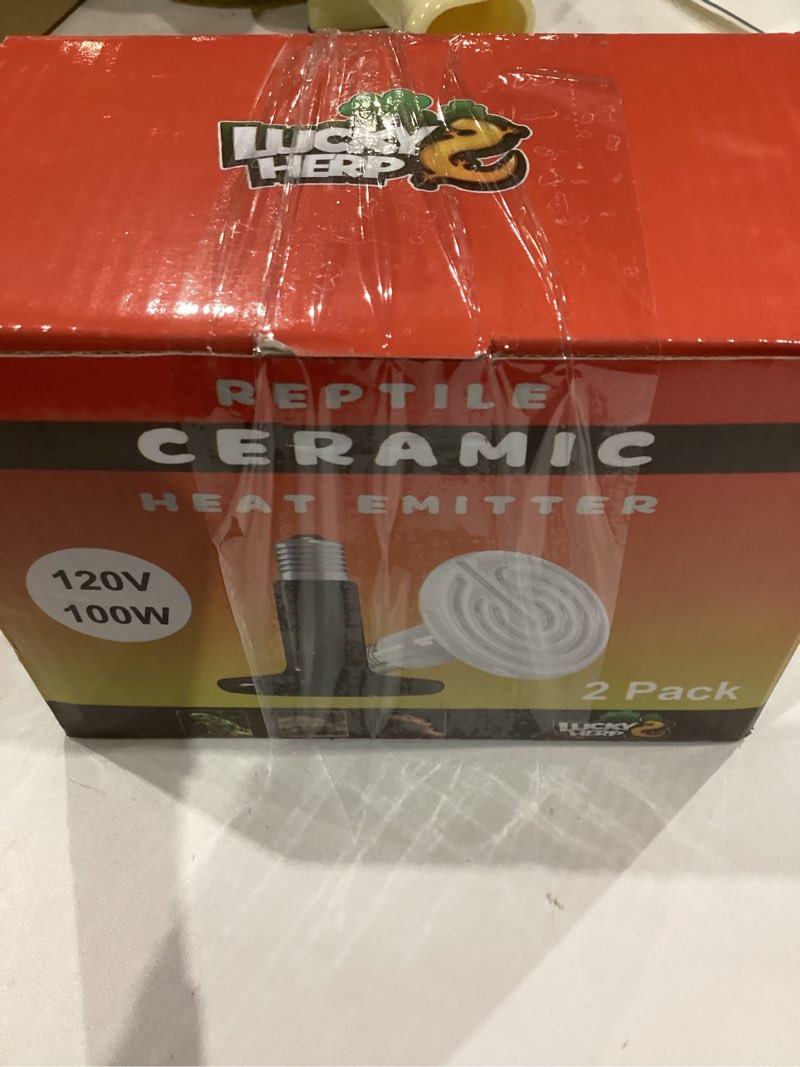 LUCKY
HERP
REPTILE
CERAMIC
HEAT EMITTER
120V
100W
2 Pack
LUCKY
HERP